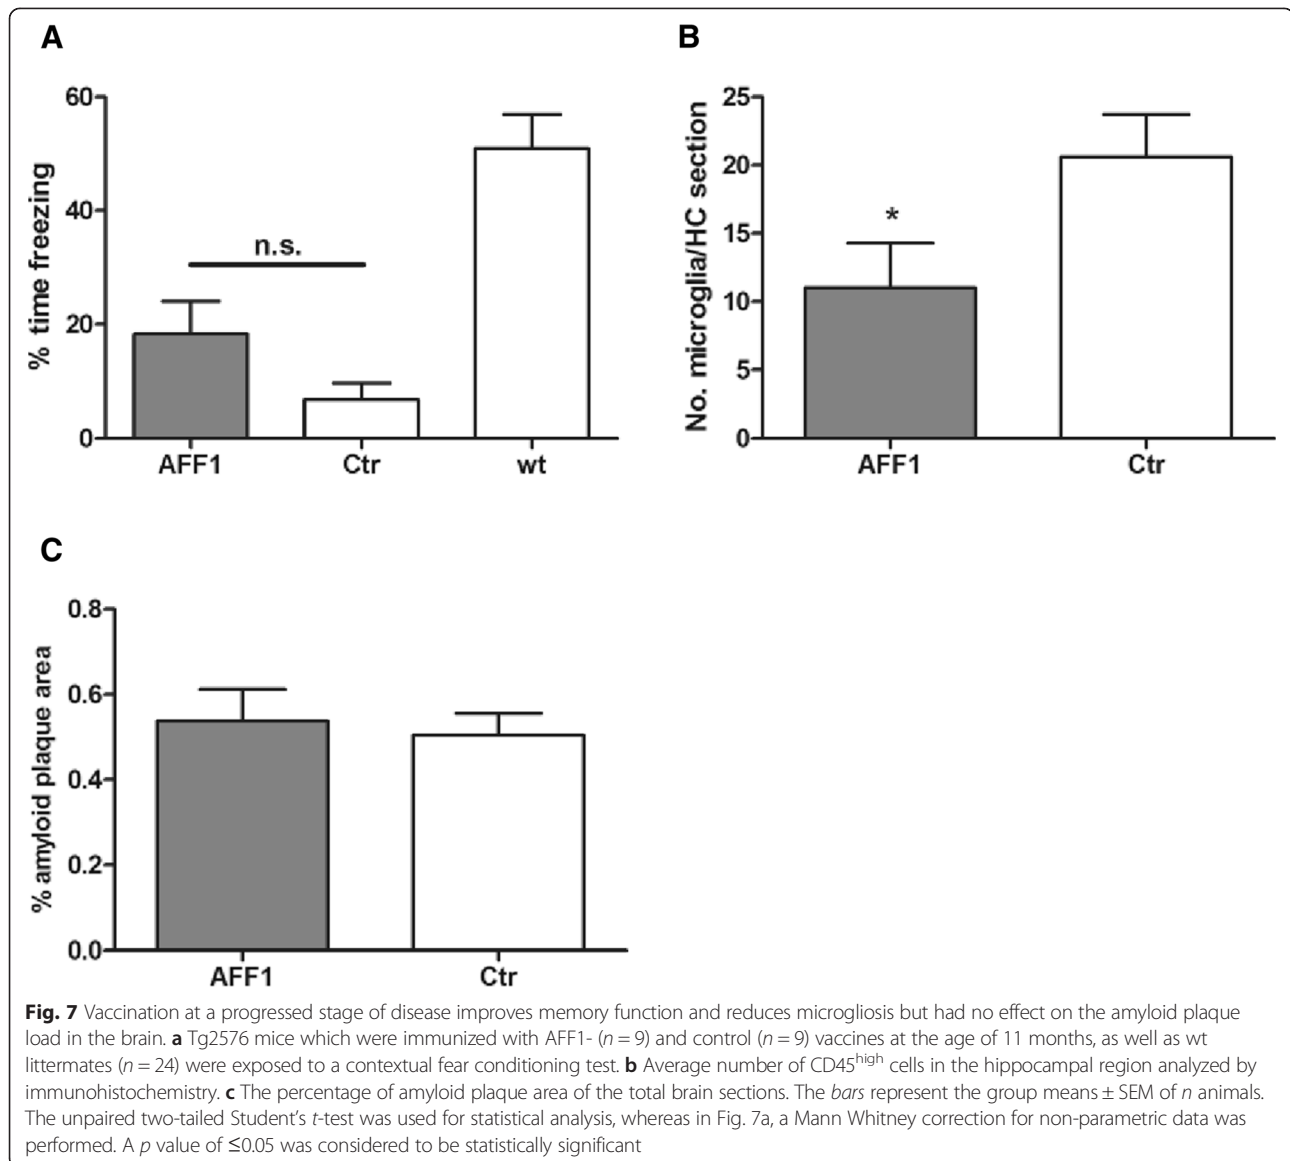 A
60
40
20
0
% time freezing
n.s.
AFF1
Ctr
wt
B
25
20
15
10
5
0
No. microglia/HC section
*
AFF1
Ctr
C
0.8
0.6
0.4
0.2
0.0
% amyloid plaque area
AFF1
Ctr
Fig. 7 Vaccination at a progressed stage of disease improves memory function and reduces microgliosis but had no effect on the amyloid plaque
load in the brain. a Tg2576 mice which were immunized with AFF1- (n = 9) and control (n = 9) vaccines at the age of 11 months, as well as wt
littermates (n = 24) were exposed to a contextual fear conditioning test. b Average number of CD45high cells in the hippocampal region analyzed by
immunohistochemistry. c The percentage of amyloid plaque area of the total brain sections. The bars represent the group means ± SEM of n animals.
The unpaired two-tailed Student's t-test was used for statistical analysis, whereas in Fig. 7a, a Mann Whitney correction for non-parametric data was
performed. A p value of ≤0.05 was considered to be statistically significant